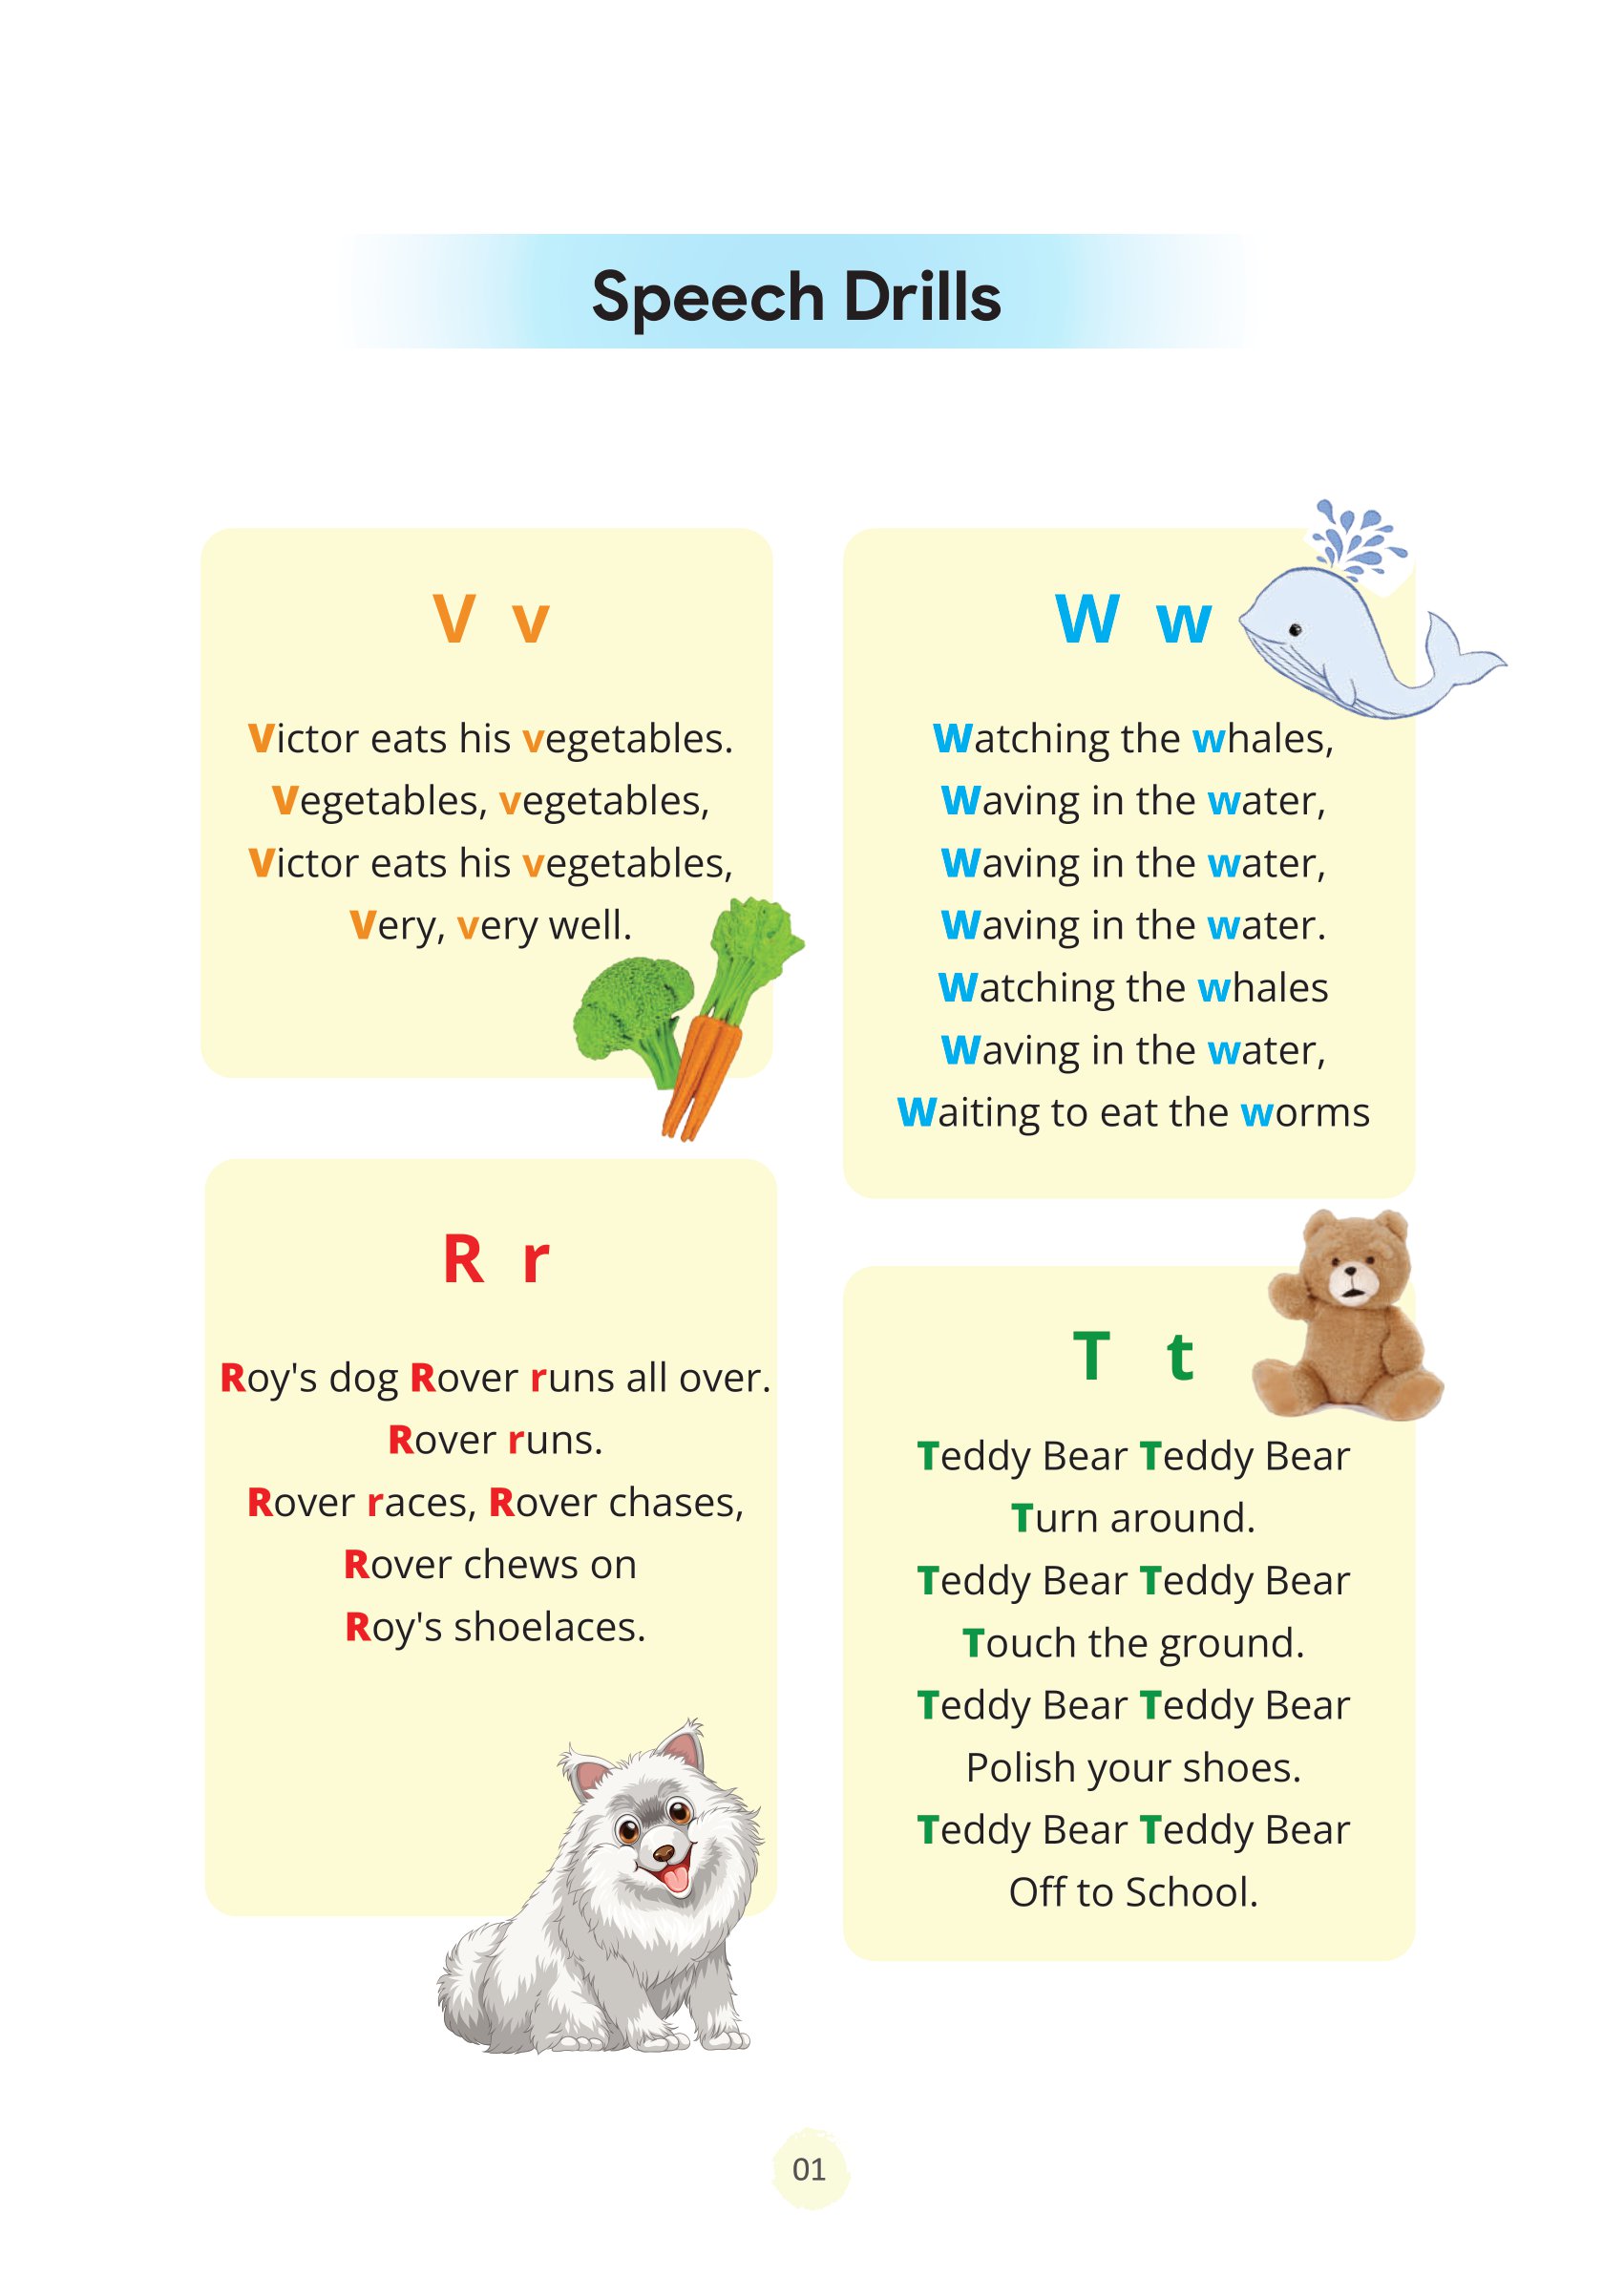 Speech Drills
V v
Victor eats his vegetables.
Vegetables, vegetables,
Victor eats his vegetables,
Very, very well.
W w
Watching the whales,
Waving in the water,
Waving in the water,
Waving in the water.
Watching the whales
Waving in the water,
Waiting to eat the worms
R r
Roy's dog Rover runs all over.
Rover runs.
Rover races, Rover chases,
Rover chews on
Roy's shoelaces.
T t
Teddy Bear Teddy Bear
Turn around.
Teddy Bear Teddy Bear
Touch the ground.
Teddy Bear Teddy Bear
Polish your shoes.
Teddy Bear Teddy Bear
Off to School.
01